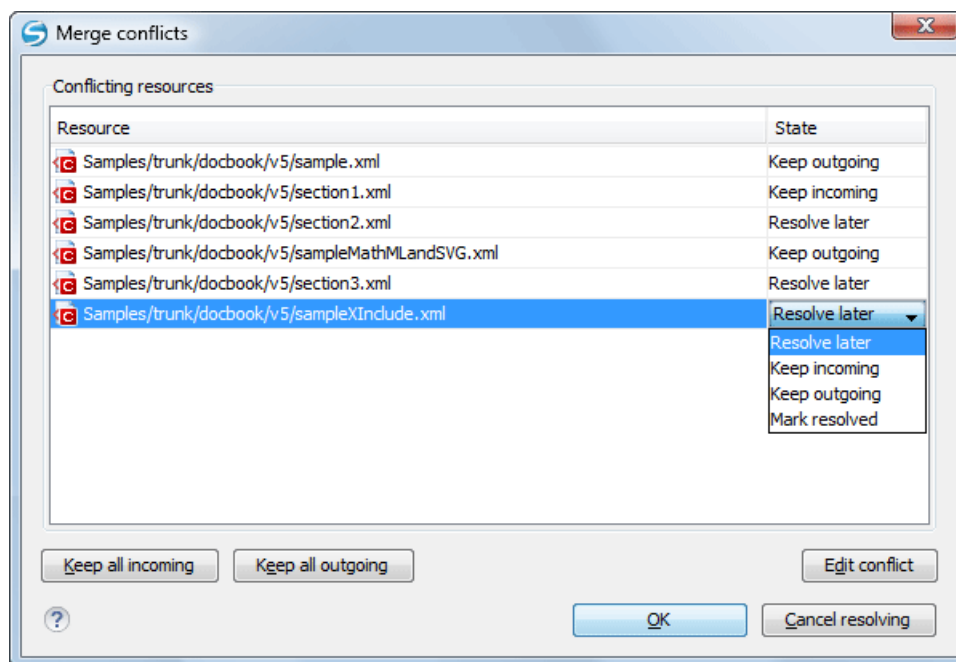 Merge conflicts
Conflicting resources
Resource State
Samples/trunk/docbook/v5/sample.xml Keep outgoing
Samples/trunk/docbook/v5/section1.xml Keep incoming
Samples/trunk/docbook/v5/section2.xml Resolve later
Samples/trunk/docbook/v5/sampleMathMLandSVG.xml Keep outgoing
Samples/trunk/docbook/v5/section3.xml Resolve later
Samples/trunk/docbook/v5/sampleXInclude.xml Resolve later
Resolve later
Keep incoming
Keep outgoing
Mark resolved
Keep all incoming Keep all outgoing Edit conflict
? OK Cancel resolving